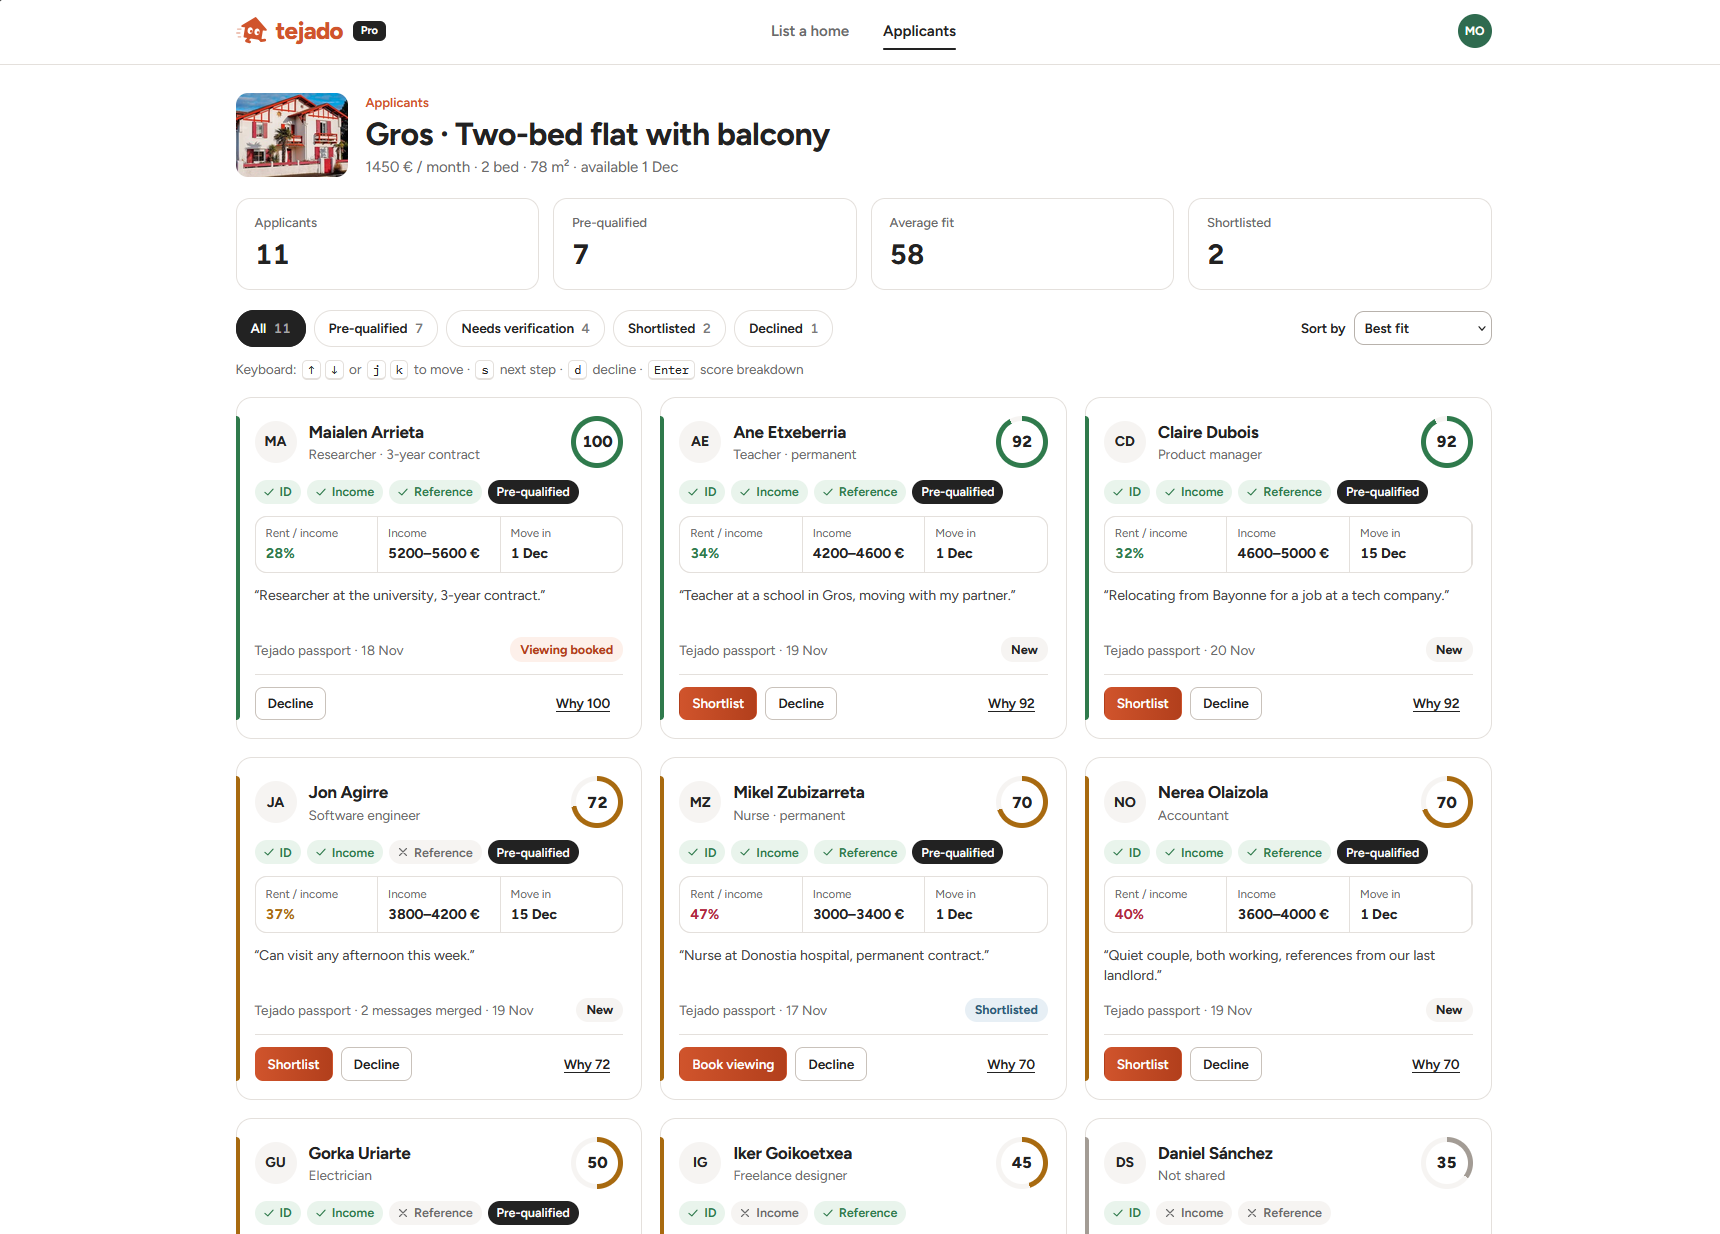 tejado Pro
List a home
Applicants
MO
Applicants
Gros · Two-bed flat with balcony
1450 € / month · 2 bed · 78 m² · available 1 Dec
Applicants
11
Pre-qualified
7
Average fit
58
Shortlisted
2
All 11
Pre-qualified 7
Needs verification 4
Shortlisted 2
Declined 1
Sort by Best fit
Keyboard: ↑ ↓ or j k to move · s next step · d decline · Enter score breakdown
MA
Maialen Arrieta
Researcher · 3-year contract
100
✓ ID ✓ Income ✓ Reference Pre-qualified
Rent / income
28%
Income
5200–5600 €
Move in
1 Dec
“Researcher at the university, 3-year contract.”
Tejado passport · 18 Nov
Viewing booked
Decline
Why 100
AE
Ane Etxeberria
Teacher · permanent
92
✓ ID ✓ Income ✓ Reference Pre-qualified
Rent / income
34%
Income
4200–4600 €
Move in
1 Dec
“Teacher at a school in Gros, moving with my partner.”
Tejado passport · 19 Nov
New
Shortlist
Decline
Why 92
CD
Claire Dubois
Product manager
92
✓ ID ✓ Income ✓ Reference Pre-qualified
Rent / income
32%
Income
4600–5000 €
Move in
15 Dec
“Relocating from Bayonne for a job at a tech company.”
Tejado passport · 20 Nov
New
Shortlist
Decline
Why 92
JA
Jon Agirre
Software engineer
72
✓ ID ✓ Income ✕ Reference Pre-qualified
Rent / income
37%
Income
3800–4200 €
Move in
15 Dec
“Can visit any afternoon this week.”
Tejado passport · 2 messages merged · 19 Nov
New
Shortlist
Decline
Why 72
MZ
Mikel Zubizarreta
Nurse · permanent
70
✓ ID ✓ Income ✓ Reference Pre-qualified
Rent / income
47%
Income
3000–3400 €
Move in
1 Dec
“Nurse at Donostia hospital, permanent contract.”
Tejado passport · 17 Nov
Shortlisted
Book viewing
Decline
Why 70
NO
Nerea Olaizola
Accountant
70
✓ ID ✓ Income ✓ Reference Pre-qualified
Rent / income
40%
Income
3600–4000 €
Move in
1 Dec
“Quiet couple, both working, references from our last
landlord.”
Tejado passport · 19 Nov
New
Shortlist
Decline
Why 70
GU
Gorka Uriarte
Electrician
50
✓ ID ✓ Income ✕ Reference Pre-qualified
IG
Iker Goikoetxea
Freelance designer
45
✓ ID ✕ Income ✓ Reference
DS
Daniel Sánchez
Not shared
35
✓ ID ✕ Income ✕ Reference